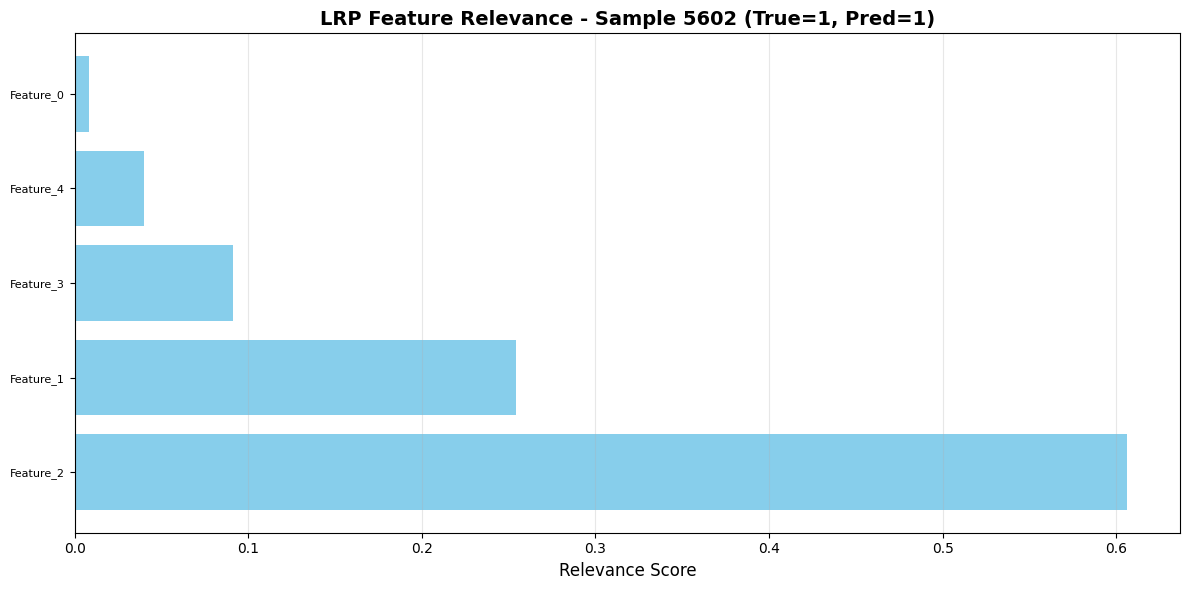 LRP Feature Relevance - Sample 5602 (True=1, Pred=1)
Feature_0
Feature_4
Feature_3
Feature_1
Feature_2
0.0 0.1 0.2 0.3 0.4 0.5 0.6
Relevance Score